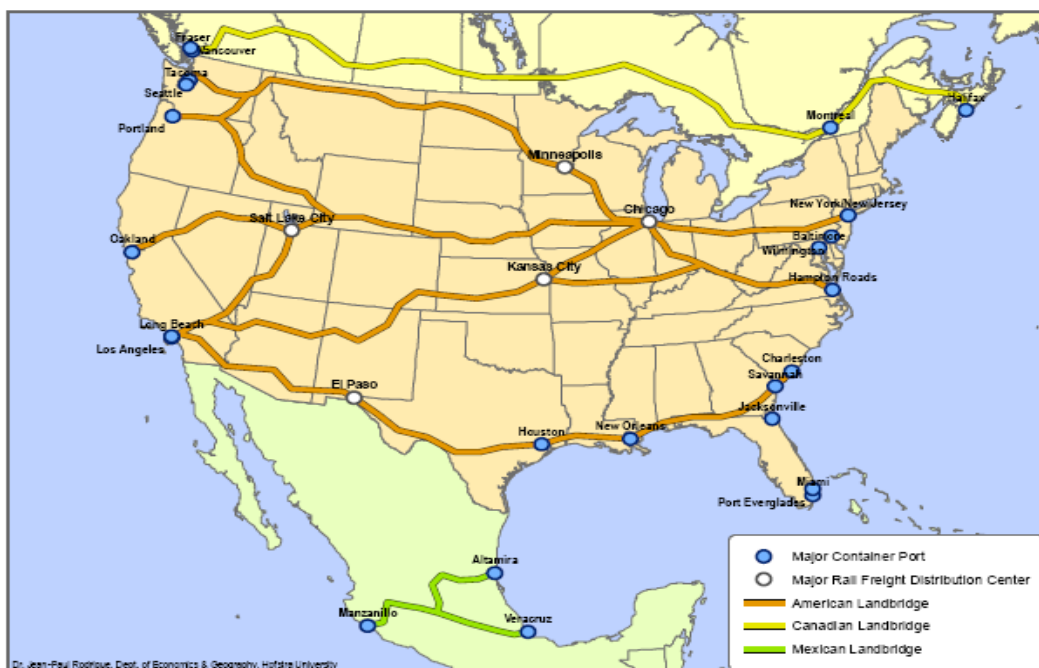 Fraser
Vancouver
Tacoma
Seattle
Portland
Montreal
Halifax
Minneapolis
Chicago
New York/New Jersey
Salt Lake City
Oakland
Baltimore
Wilmington
Kansas City
Hampton Roads
Long Beach
Los Angeles
Charleston
Savannah
El Paso
Jacksonville
Houston
New Orleans
Miami
Port Everglades
Altamira
Manzanillo
Veracruz
Major Container Port
Major Rail Freight Distribution Center
American Landbridge
Canadian Landbridge
Mexican Landbridge
Dr. Jean-Paul Rodrigue, Dept. of Economics & Geography, Hofstra University